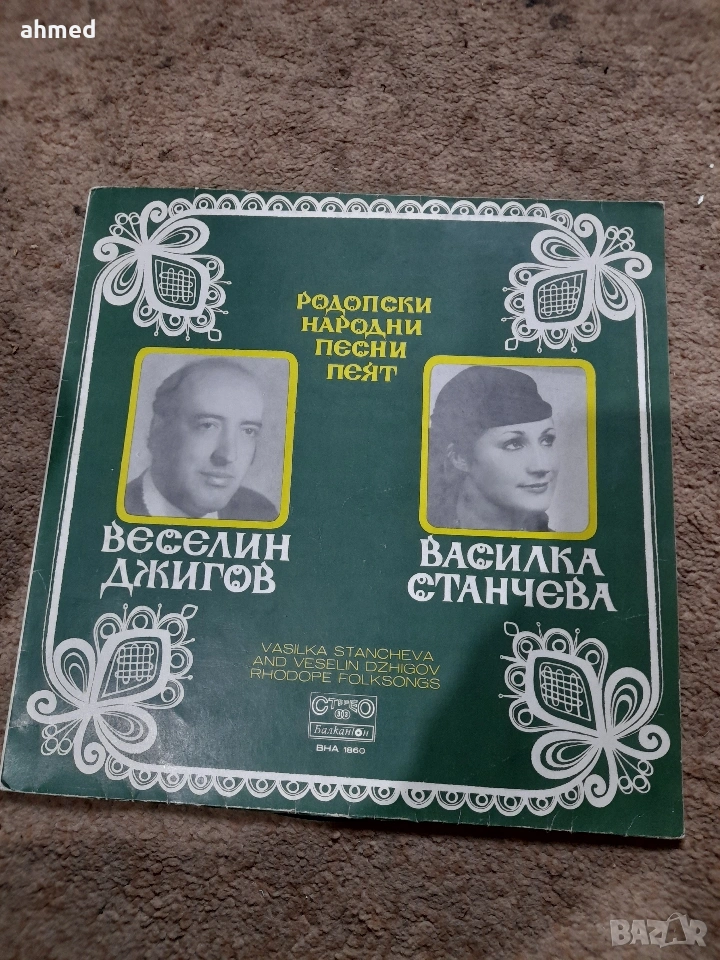 ahmed
РОДОПСКИ
НАРОДНИ
ПЕСНИ
ПЕЯТ
ВЕСЕЛИН
ДЖИГОВ
ВАСИЛКА
СТАНЧЕВА
VASILKA STANCHEVA
AND VESELIN DZHIGOV
RHODOPE FOLKSONGS
СТЕРЕО
Балкантон
ВНА 1860
BAZAR